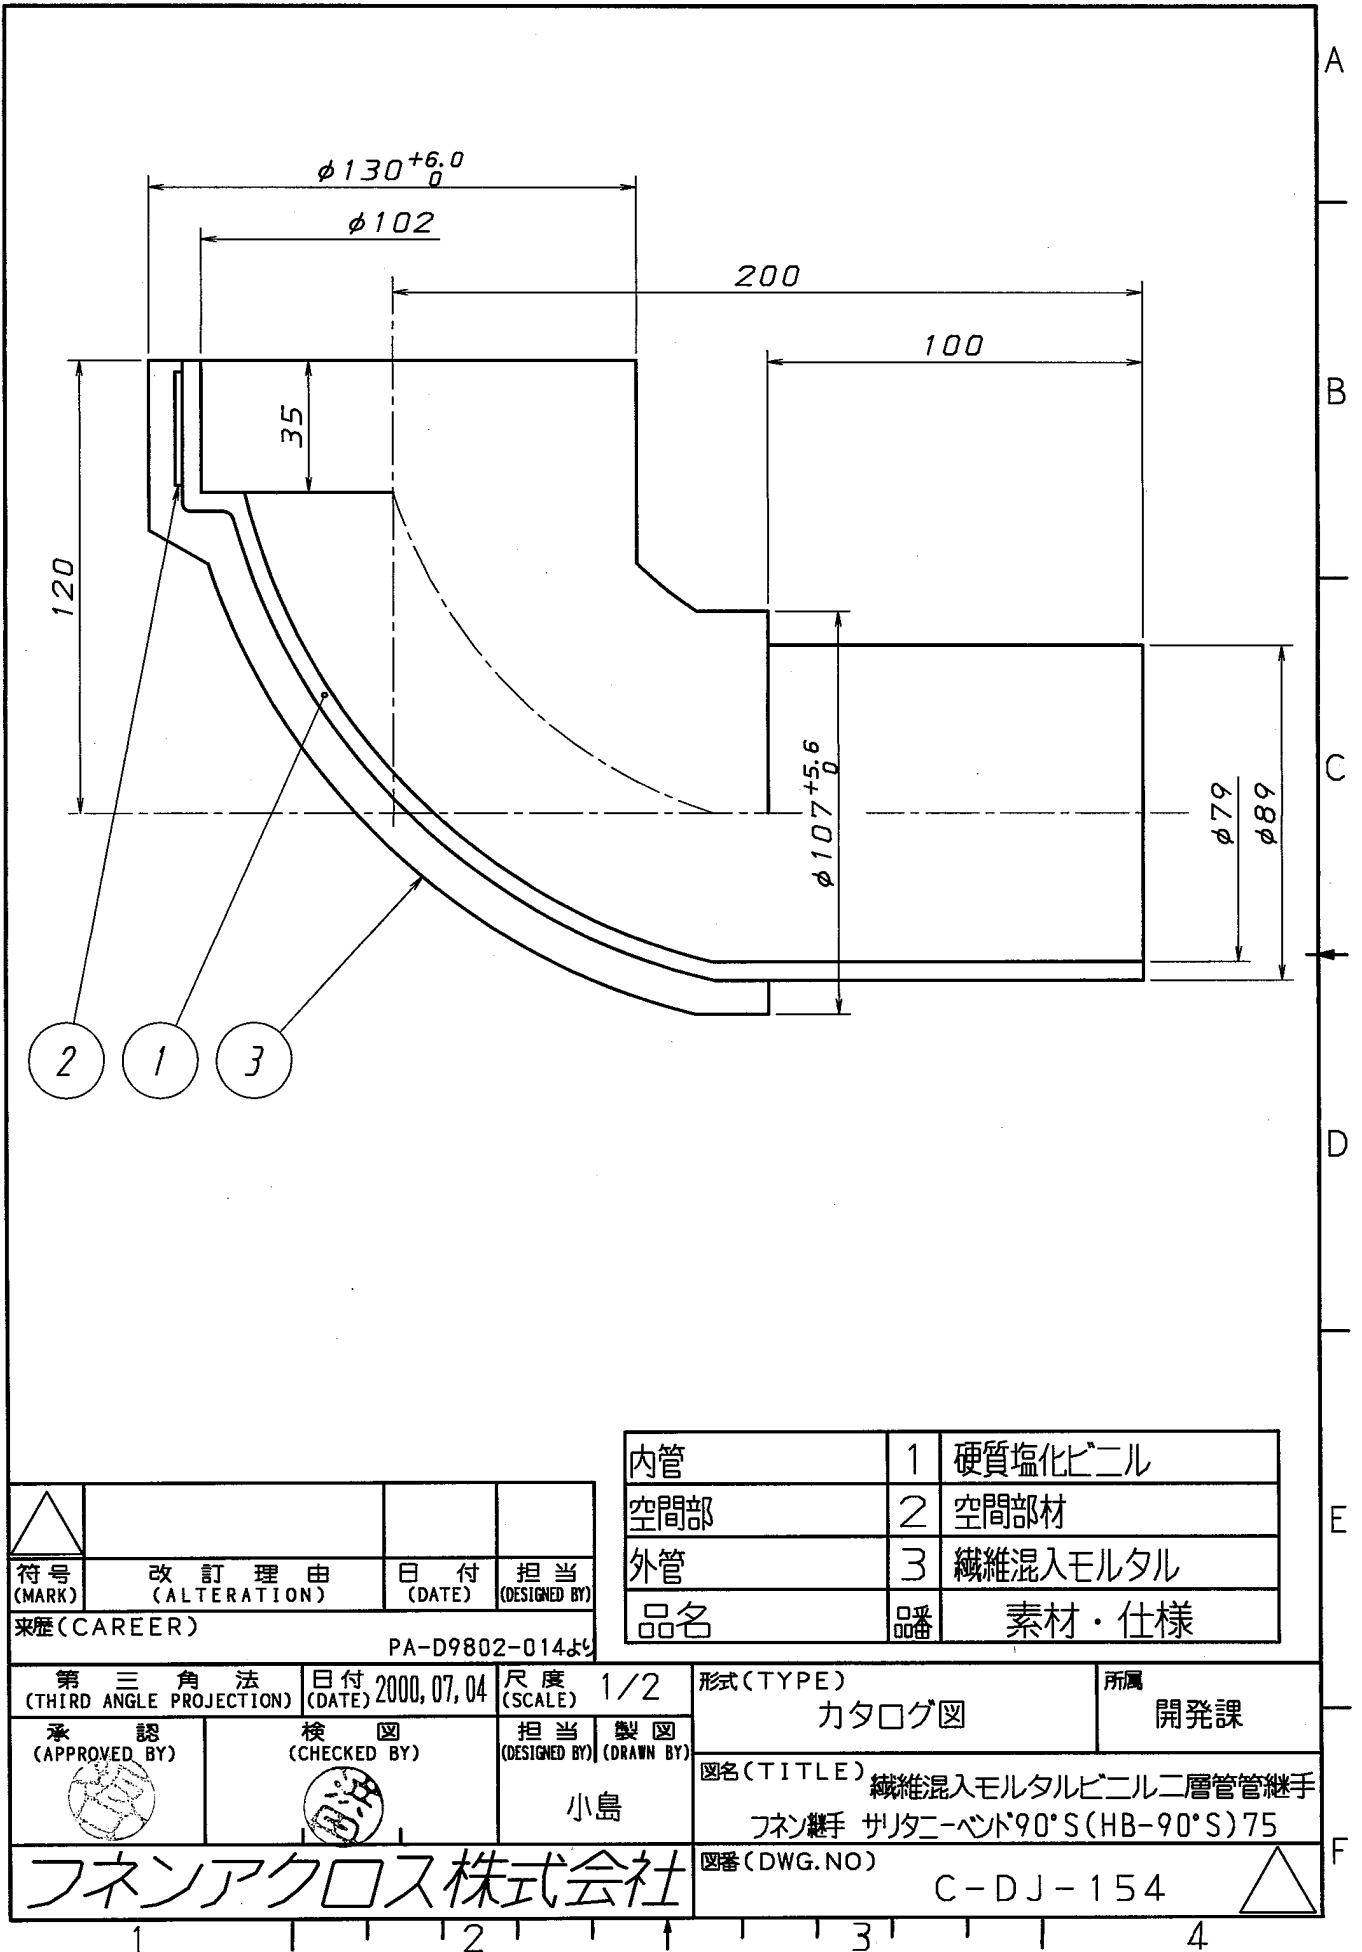 A
B
C
D
E
F
φ130 +6.0 0
φ102
200
100
35
120
φ107 +5.6 0
φ79
φ89
2
1
3
内管 1 硬質塩化ビニル
空間部 2 空間部材
外管 3 繊維混入モルタル
品名 品番 素材・仕様
符号 改訂理由 日付 担当
(MARK) (ALTERATION) (DATE) (DESIGNED BY)
来歴(CAREER)
PA-D9802-014より
第三角法 日付 2000,07,04 尺度 1/2
(THIRD ANGLE PROJECTION) (DATE) (SCALE)
形式(TYPE)
カタログ図
所属
開発課
承認 検図 担当 製図
(APPROVED BY) (CHECKED BY) (DESIGNED BY) (DRAWN BY)
小島
図名(TITLE) 繊維混入モルタルビニル二層管管継手
フネン継手 サリタニーベンド90°S(HB-90°S)75
フネンアクロス株式会社
図番(DWG.NO)
C-DJ-154
1 2 3 4